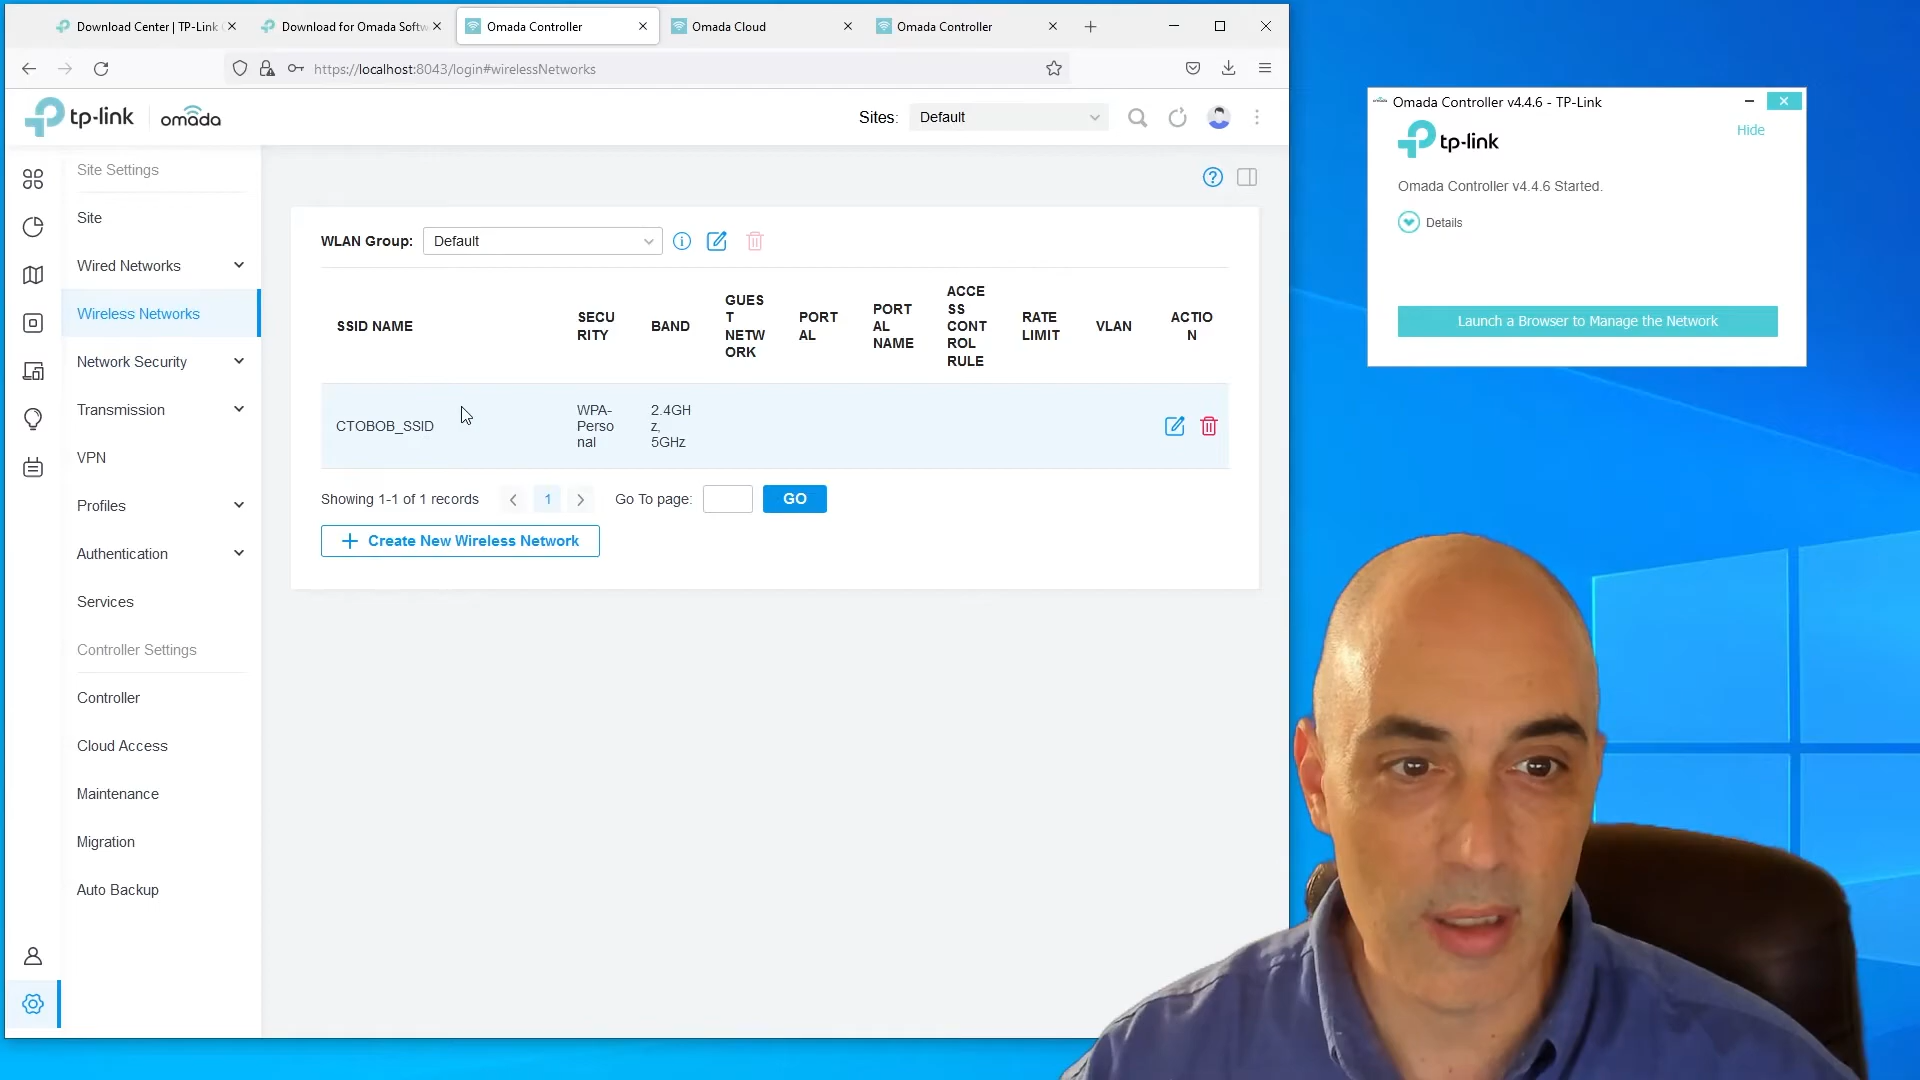 Download Center | TP-Link
Download for Omada Softw
Omada Controller
Omada Cloud
Omada Controller
https://localhost:8043/login#wirelessNetworks
tp-link
omada
Sites:
Default
Site Settings
Site
Wired Networks
Wireless Networks
Network Security
Transmission
VPN
Profiles
Authentication
Services
Controller Settings
Controller
Cloud Access
Maintenance
Migration
Auto Backup
WLAN Group:
Default
SSID NAME
SECU
RITY
BAND
GUES
T
NETW
ORK
PORT
AL
PORT
AL
NAME
ACCE
SS
CONT
ROL
RULE
RATE
LIMIT
VLAN
ACTIO
N
CTOBOB_SSID
WPA-
Perso
nal
2.4GH
z,
5GHz
Showing 1-1 of 1 records
1
Go To page:
GO
Create New Wireless Network
Omada Controller v4.4.6 - TP-Link
Hide
tp-link
Omada Controller v4.4.6 Started.
Details
Launch a Browser to Manage the Network